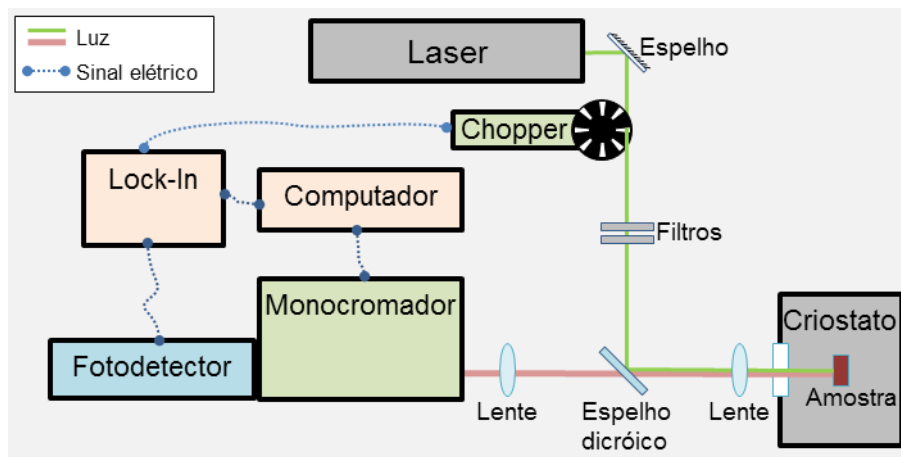 Luz
Sinal elétrico
Laser
Espelho
Chopper
Lock-In
Computador
Filtros
Monocromador
Criostato
Fotodetector
Amostra
Lente
Espelho
dicróico
Lente